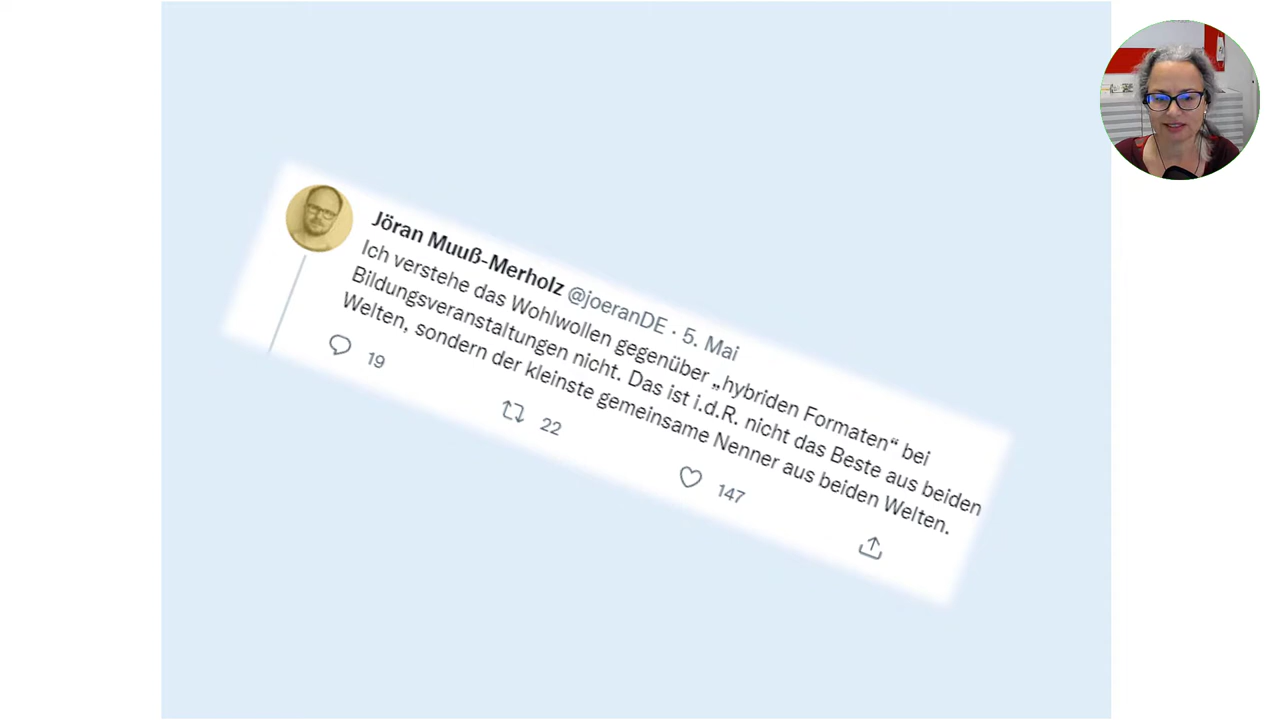 Jöran Muuß-Merholz @joeranDE · 5. Mai
Ich verstehe das Wohlwollen gegenüber „hybriden Formaten“ bei
Bildungsveranstaltungen nicht. Das ist i.d.R. nicht das Beste aus beiden
Welten, sondern der kleinste gemeinsame Nenner aus beiden Welten.
19 22 147